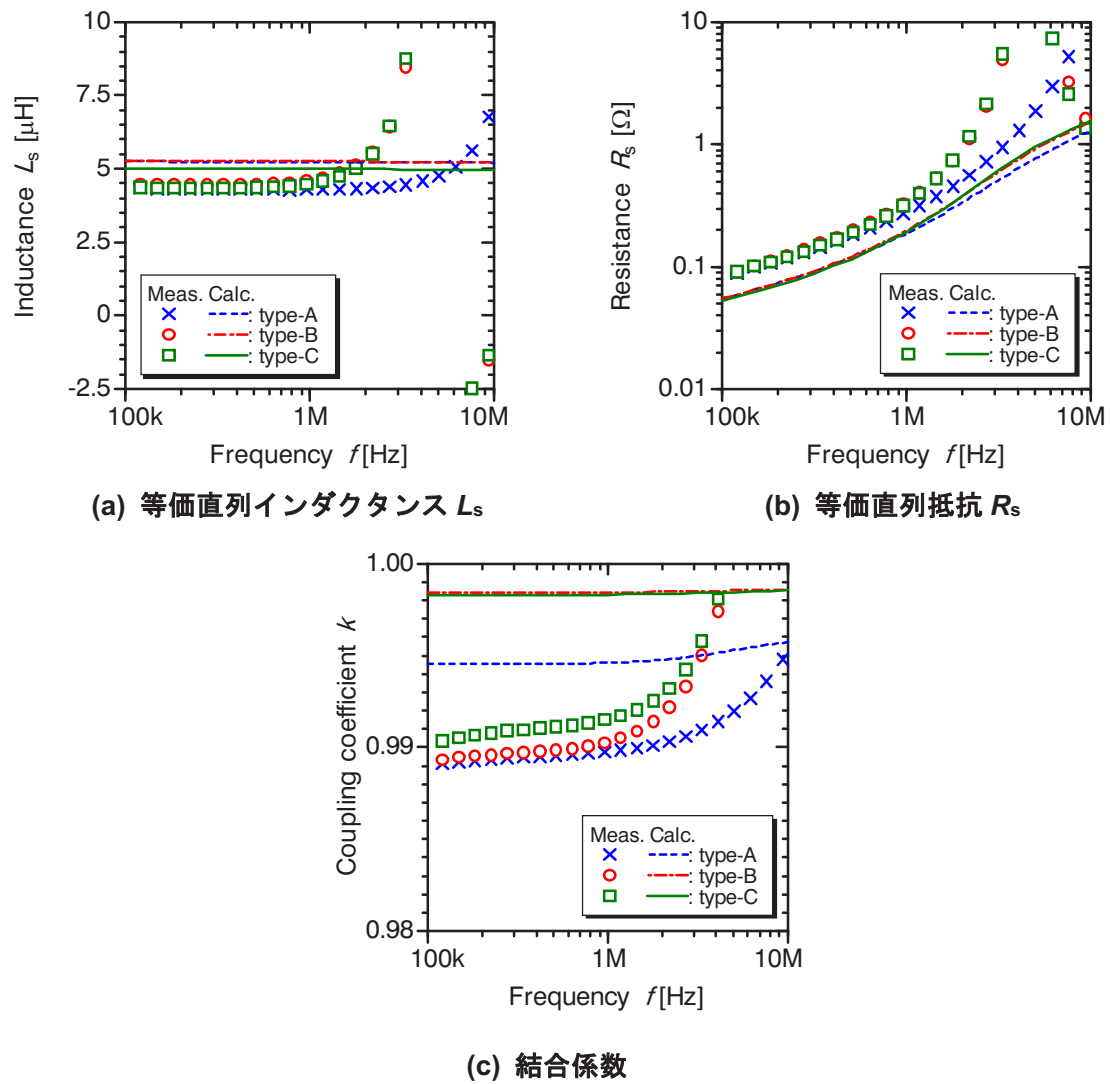 10
7.5
5
2.5
0
-2.5
Inductance Ls [μH]
Meas. Calc.
: type-A
: type-B
: type-C
100k 1M 10M
Frequency f [Hz]
(a) 等価直列インダクタンス Ls
10
1
0.1
0.01
Resistance Rs [Ω]
Meas. Calc.
: type-A
: type-B
: type-C
100k 1M 10M
Frequency f [Hz]
(b) 等価直列抵抗 Rs
1.00
0.99
0.98
Coupling coefficient k
Meas. Calc.
: type-A
: type-B
: type-C
100k 1M 10M
Frequency f [Hz]
(c) 結合係数